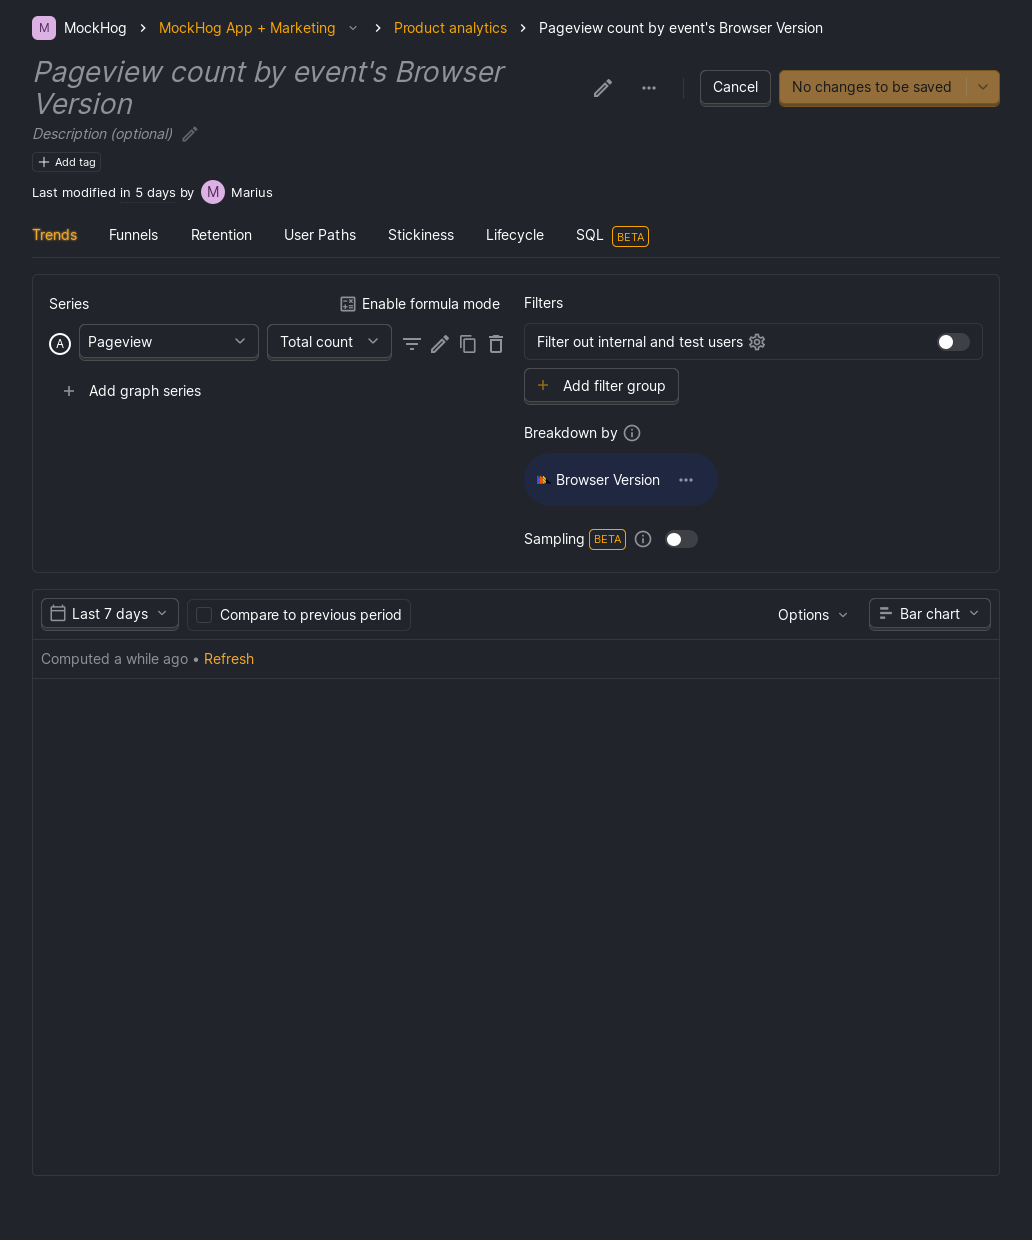 M MockHog MockHog App + Marketing Product analytics Pageview count by event's Browser Version
Pageview count by event's Browser
Version
Cancel No changes to be saved
Description (optional)
Add tag
Last modified in 5 days by M Marius
Trends Funnels Retention User Paths Stickiness Lifecycle SQL BETA
Series Enable formula mode
A Pageview Total count
Add graph series
Filters
Filter out internal and test users
Add filter group
Breakdown by
Browser Version
Sampling BETA
Last 7 days Compare to previous period Options Bar chart
Computed a while ago • Refresh